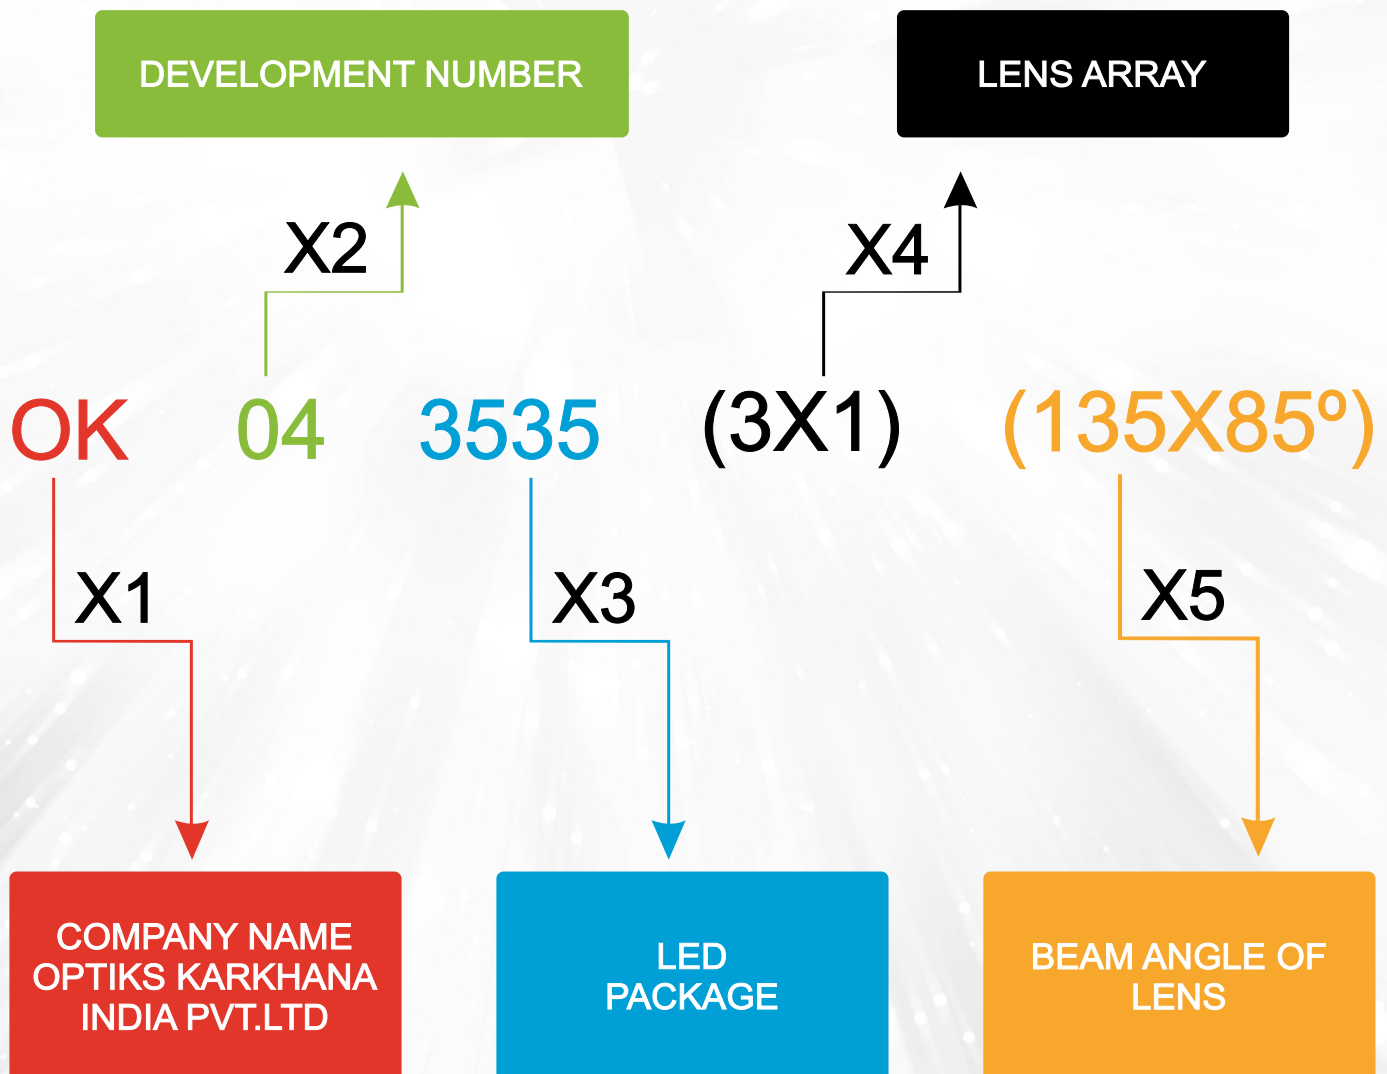 DEVELOPMENT NUMBER
LENS ARRAY
X2
X4
OK 04 3535 (3X1) (135X85º)
X1
X3
X5
COMPANY NAME
OPTIKS KARKHANA
INDIA PVT.LTD
LED
PACKAGE
BEAM ANGLE OF
LENS